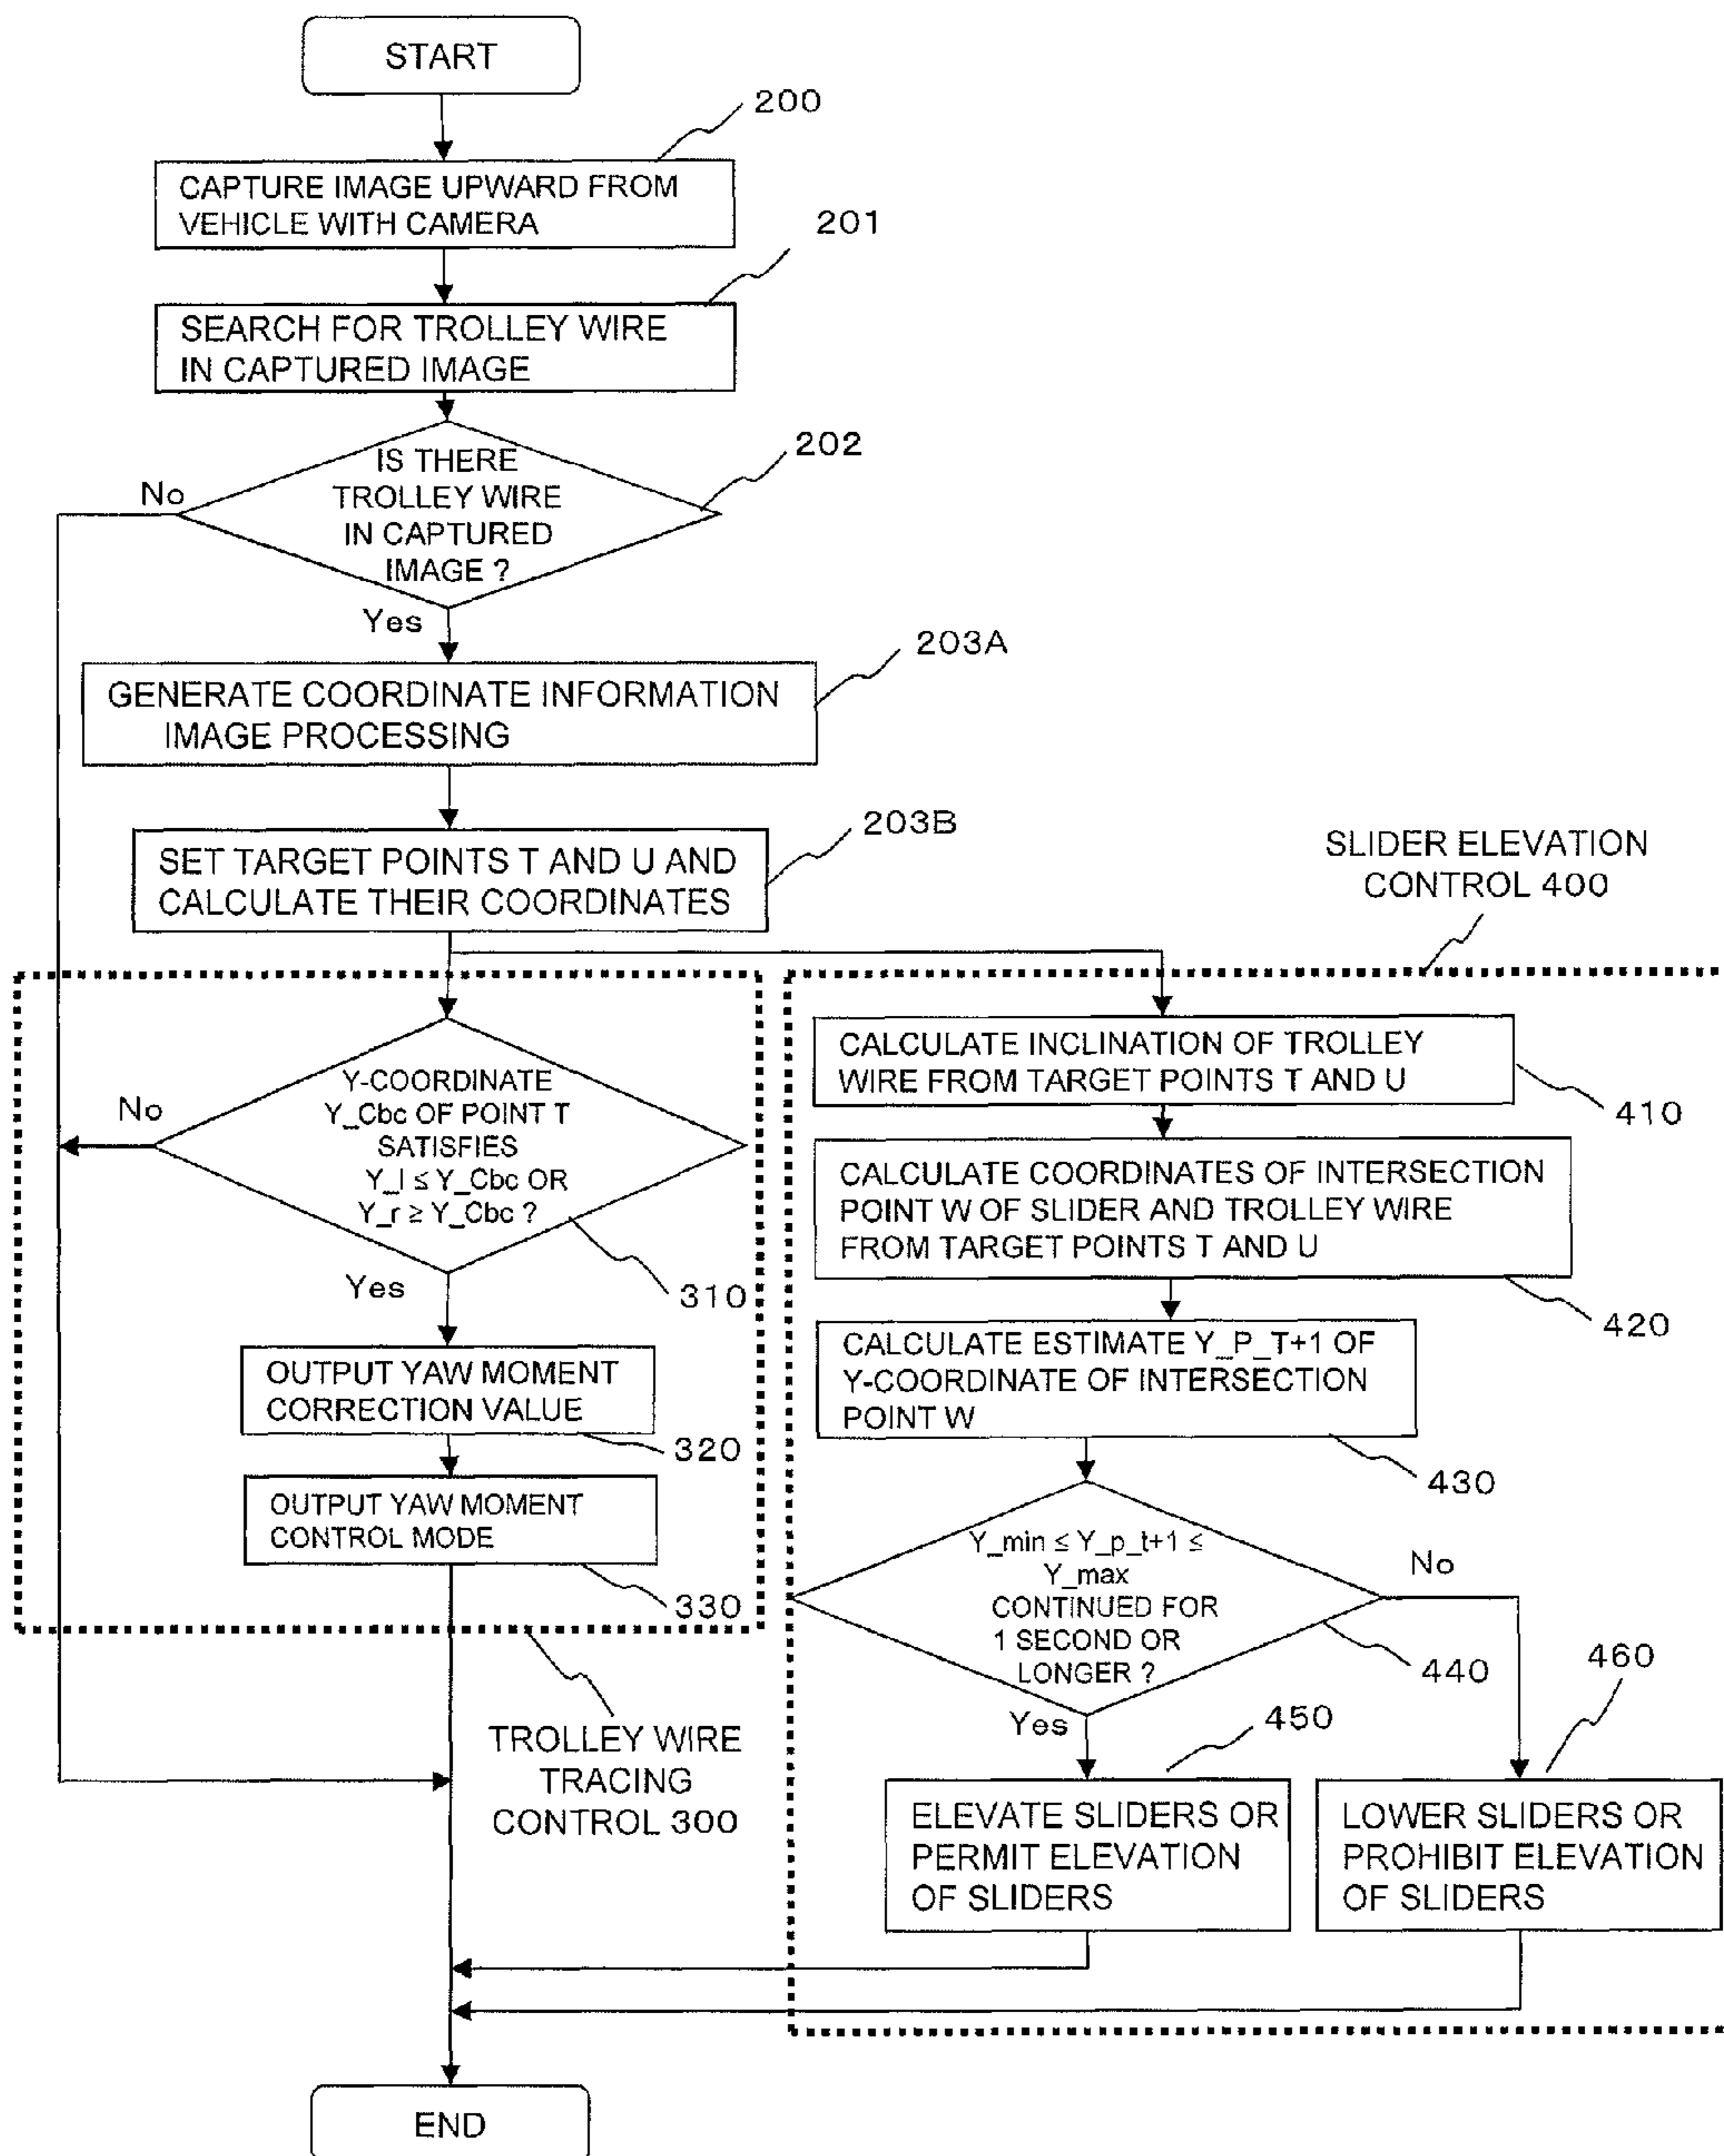 START
200
CAPTURE IMAGE UPWARD FROM
VEHICLE WITH CAMERA
201
SEARCH FOR TROLLEY WIRE
IN CAPTURED IMAGE
202
IS THERE
TROLLEY WIRE
IN CAPTURED
IMAGE ?
No
Yes
203A
GENERATE COORDINATE INFORMATION
IMAGE PROCESSING
203B
SET TARGET POINTS T AND U AND
CALCULATE THEIR COORDINATES
SLIDER ELEVATION
CONTROL 400
Y-COORDINATE
Y_Cbc OF POINT T
SATISFIES
Y_l ≤ Y_Cbc OR
Y_r ≥ Y_Cbc ?
No
Yes
310
OUTPUT YAW MOMENT
CORRECTION VALUE
320
OUTPUT YAW MOMENT
CONTROL MODE
330
TROLLEY WIRE
TRACING
CONTROL 300
CALCULATE INCLINATION OF TROLLEY
WIRE FROM TARGET POINTS T AND U
410
CALCULATE COORDINATES OF INTERSECTION
POINT W OF SLIDER AND TROLLEY WIRE
FROM TARGET POINTS T AND U
420
CALCULATE ESTIMATE Y_P_T+1 OF
Y-COORDINATE OF INTERSECTION
POINT W
430
Y_min ≤ Y_p_t+1 ≤
Y_max
CONTINUED FOR
1 SECOND OR
LONGER ?
No
440
Yes
450
460
ELEVATE SLIDERS OR
PERMIT ELEVATION
OF SLIDERS
LOWER SLIDERS OR
PROHIBIT ELEVATION
OF SLIDERS
END